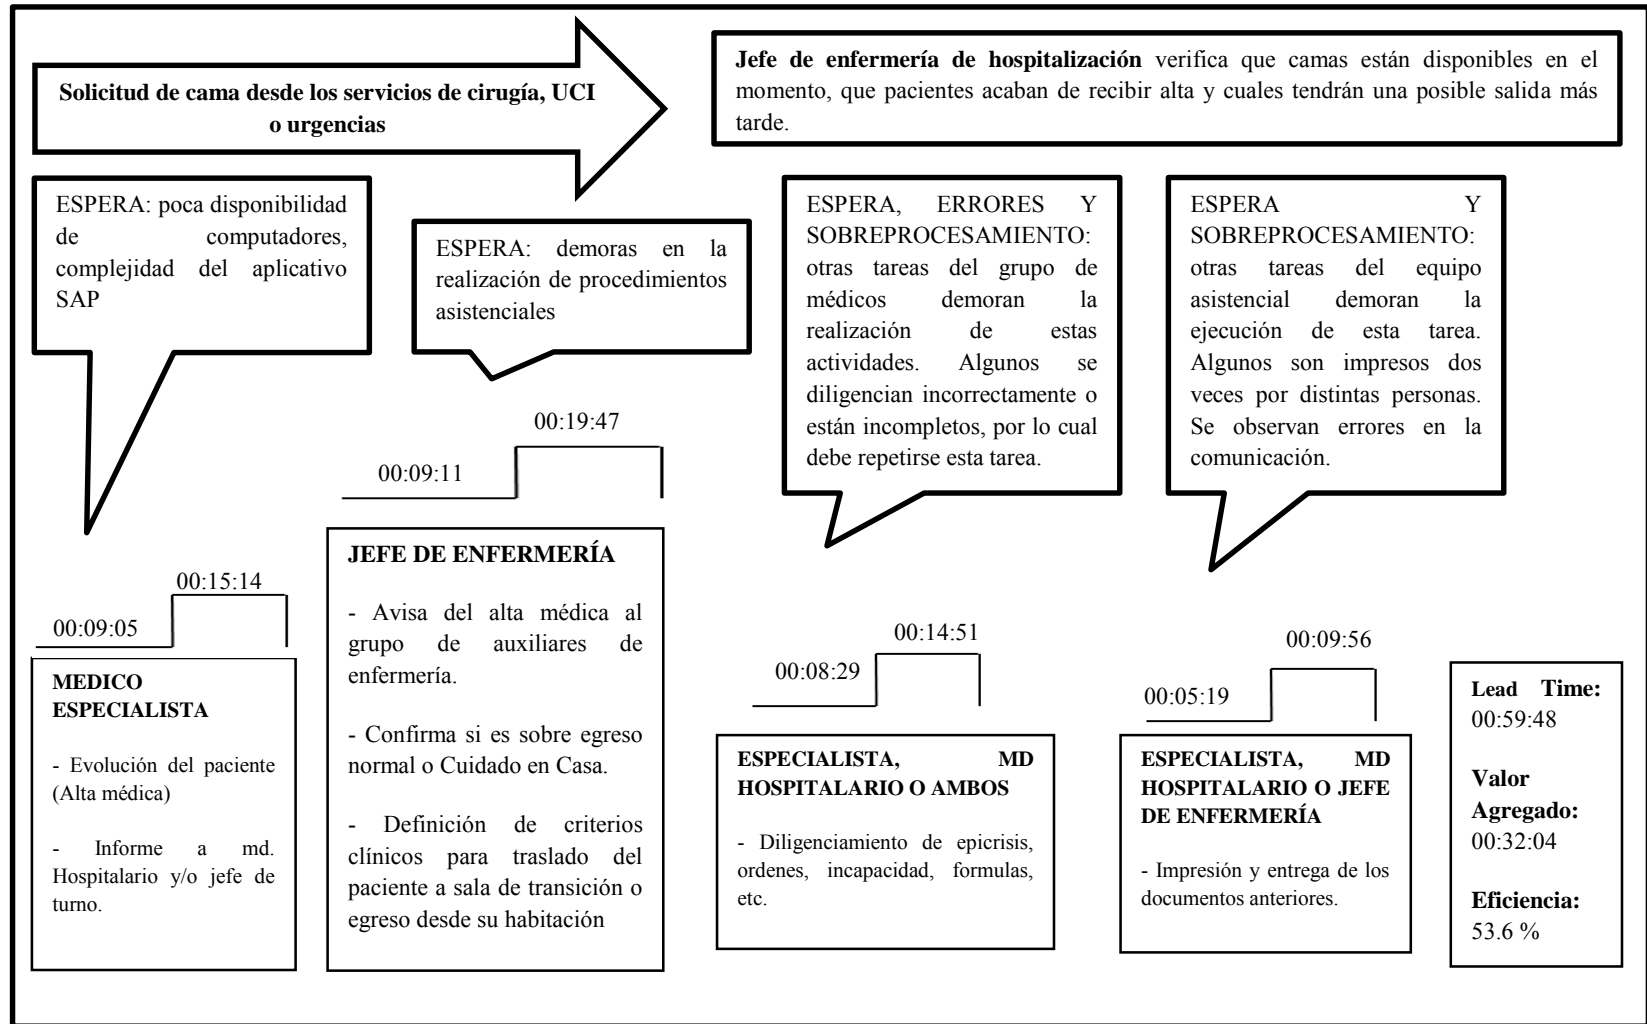 Solicitud de cama desde los servicios de cirugía, UCI
o urgencias
Jefe de enfermería de hospitalización verifica que camas están disponibles en el
momento, que pacientes acaban de recibir alta y cuales tendrán una posible salida más
tarde.
ESPERA: poca disponibilidad
de computadores,
complejidad del aplicativo
SAP
ESPERA: demoras en la
realización de procedimientos
asistenciales
ESPERA, ERRORES Y
SOBREPROCESAMIENTO:
otras tareas del grupo de
médicos demoran la
realización de estas
actividades. Algunos se
diligencian incorrectamente o
están incompletos, por lo cual
debe repetirse esta tarea.
ESPERA Y
SOBREPROCESAMIENTO:
otras tareas del equipo
asistencial demoran la
ejecución de esta tarea.
Algunos son impresos dos
veces por distintas personas.
Se observan errores en la
comunicación.
00:09:05
00:15:14
MEDICO
ESPECIALISTA
- Evolución del paciente
(Alta médica)
- Informe a md.
Hospitalario y/o jefe de
turno.
00:09:11
00:19:47
JEFE DE ENFERMERÍA
- Avisa del alta médica al
grupo de auxiliares de
enfermería.
- Confirma si es sobre egreso
normal o Cuidado en Casa.
- Definición de criterios
clínicos para traslado del
paciente a sala de transición o
egreso desde su habitación
00:08:29
00:14:51
ESPECIALISTA, MD
HOSPITALARIO O AMBOS
- Diligenciamiento de epicrisis,
ordenes, incapacidad, formulas,
etc.
00:05:19
00:09:56
ESPECIALISTA, MD
HOSPITALARIO O JEFE
DE ENFERMERÍA
- Impresión y entrega de los
documentos anteriores.
Lead Time:
00:59:48
Valor
Agregado:
00:32:04
Eficiencia:
53.6 %